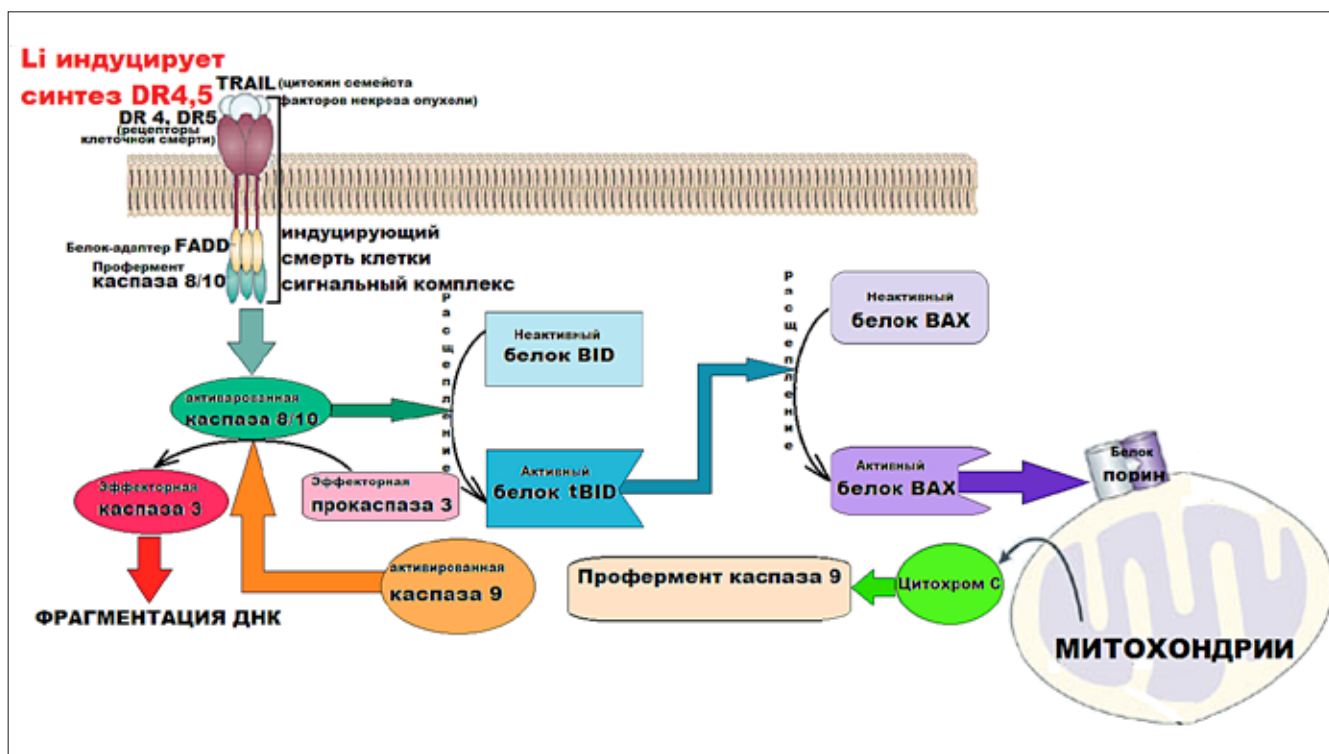 Li индуцирует
синтез DR4,5
TRAIL (цитокин семейста
факторов некроза опухоли)
DR 4, DR5
(рецепторы
клеточной смерти)
Белок-адаптер FADD
Профермент
каспаза 8/10
индуцирующий
смерть клетки
сигнальный комплекс
Расщепление
Неактивный
белок BID
Расщепление
Неактивный
белок BAX
активарованная
каспаза 8/10
Эффекторная
каспаза 3
Эффекторная
прокаспаза 3
Активный
белок tBID
Активный
белок BAX
Белок
порин
ФРАГМЕНТАЦИЯ ДНК
активированная
каспаза 9
Профермент каспаза 9
Цитохром С
МИТОХОНДРИИ